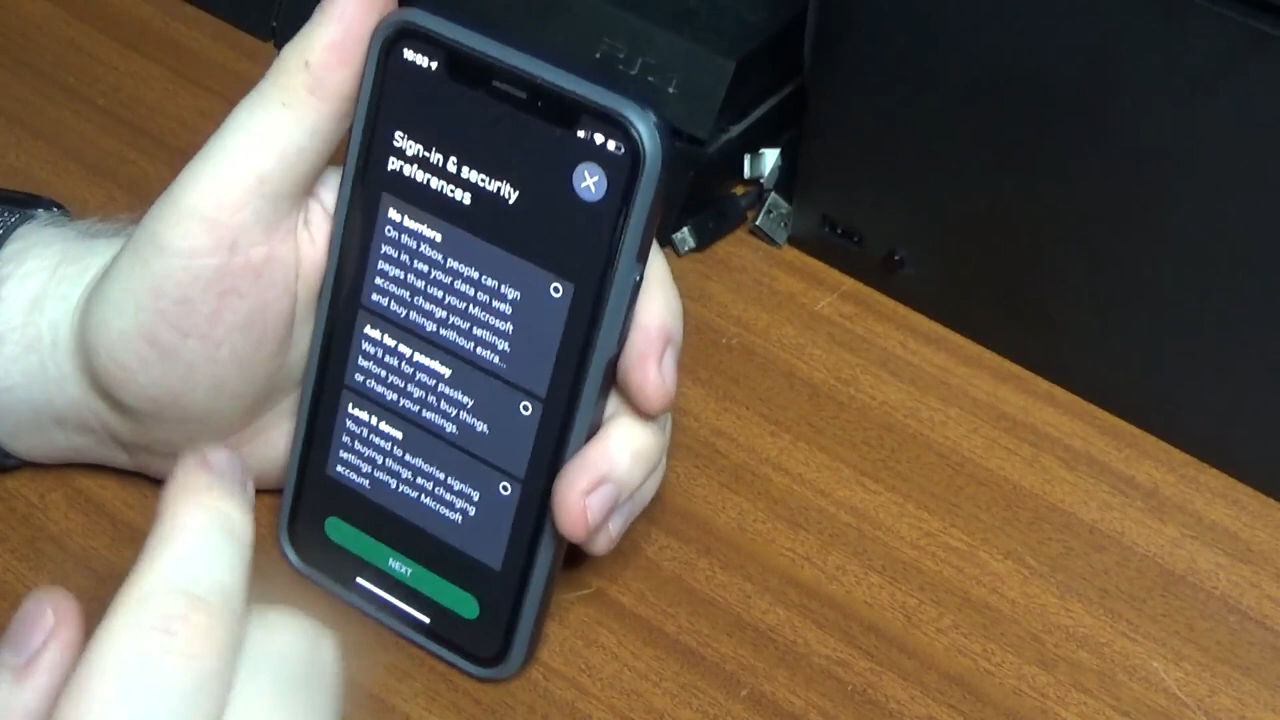 10:03
Sign-in & security
preferences
No barriers
On this Xbox, people can sign
you in, see your data on web
pages that use your Microsoft
account, change your settings,
and buy things without extra...
Ask for my passkey
We'll ask for your passkey
before you sign in, buy things,
or change your settings.
Lock it down
You'll need to authorise signing
in, buying things, and changing
settings using your Microsoft
account.
NEXT
PS4